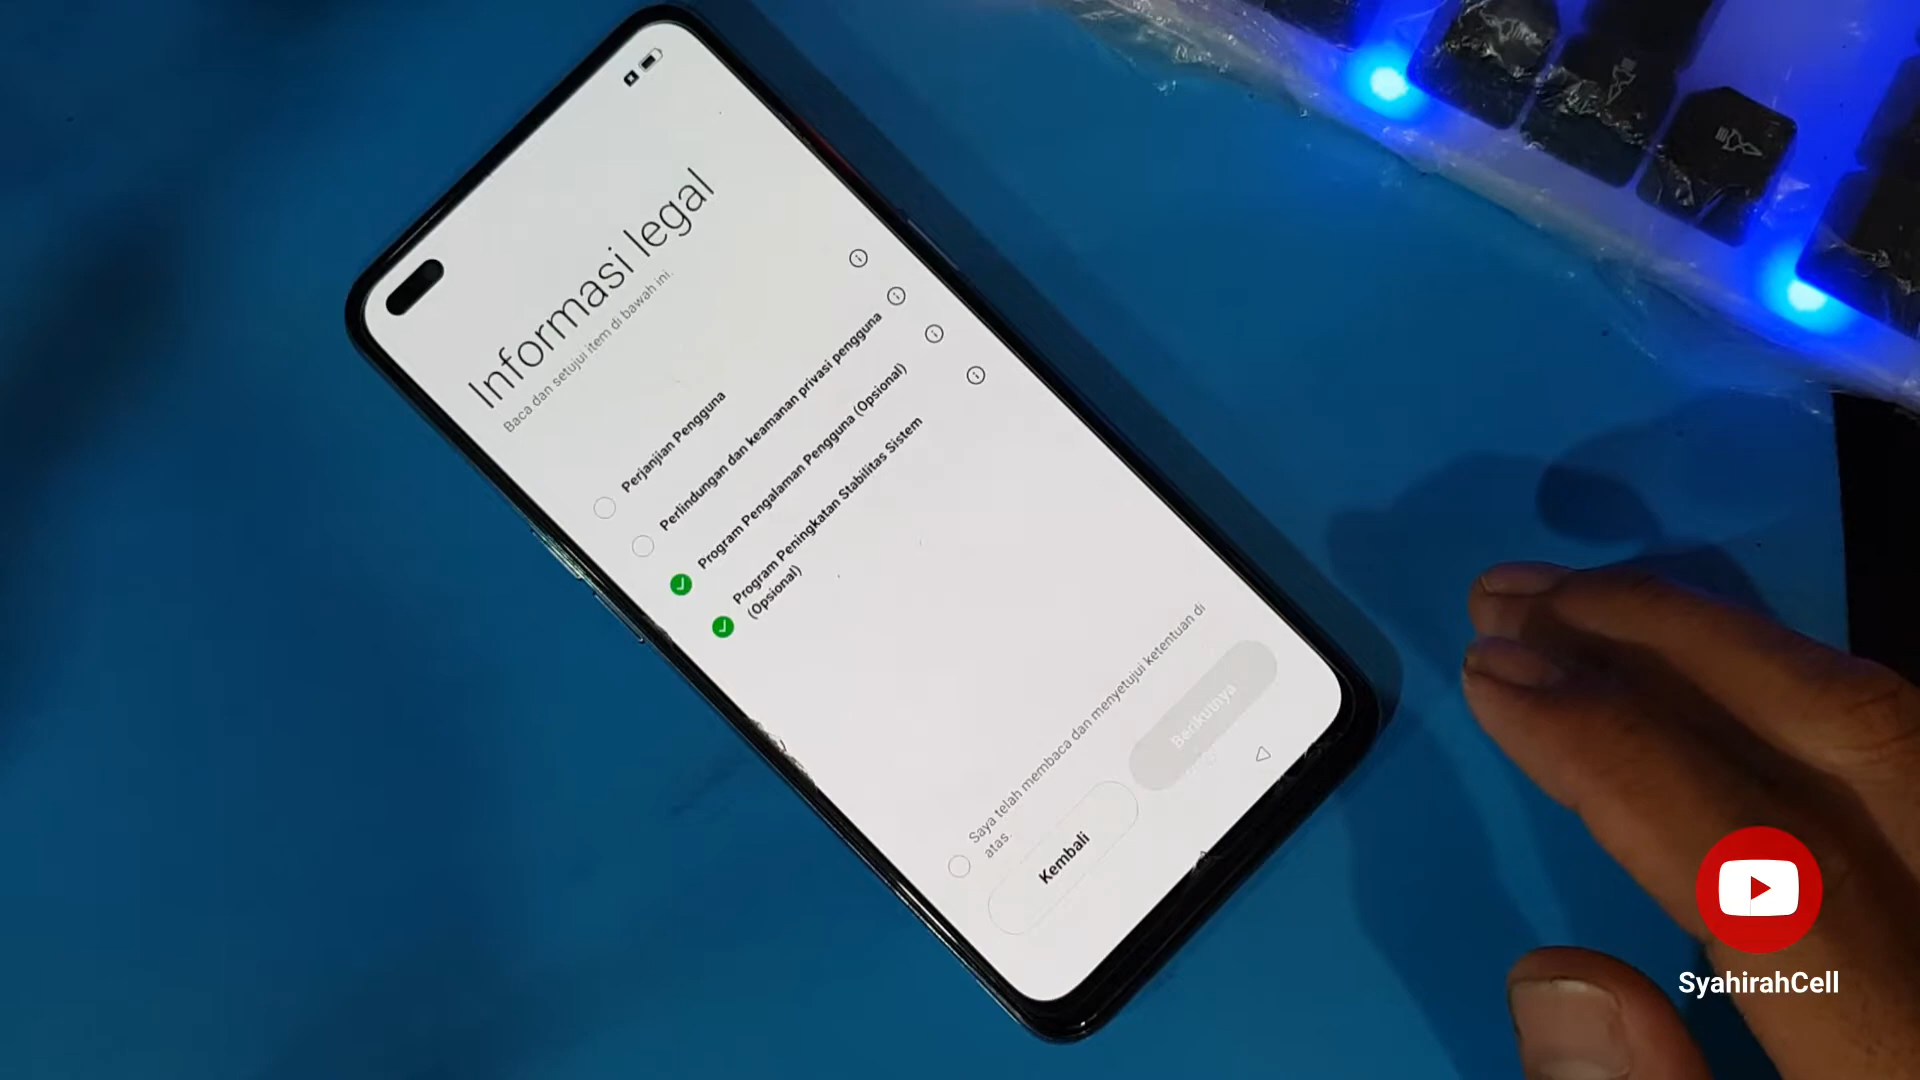 Informasi legal
Baca dan setujui item di bawah ini.
Perjanjian Pengguna
Perlindungan dan keamanan privasi pengguna
Program Pengalaman Pengguna (Opsional)
Program Peningkatan Stabilitas Sistem
(Opsional)
Saya telah membaca dan menyetujui ketentuan di
atas.
Kembali
Berikutnya
SyahirahCell